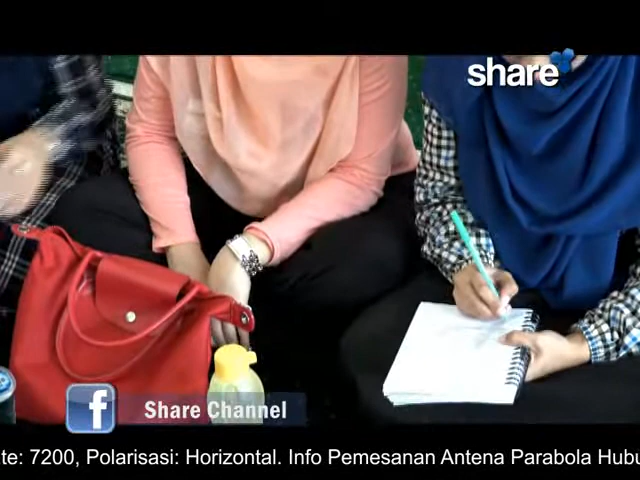 share
Share Channel
te: 7200, Polarisasi: Horizontal. Info Pemesanan Antena Parabola Hubu